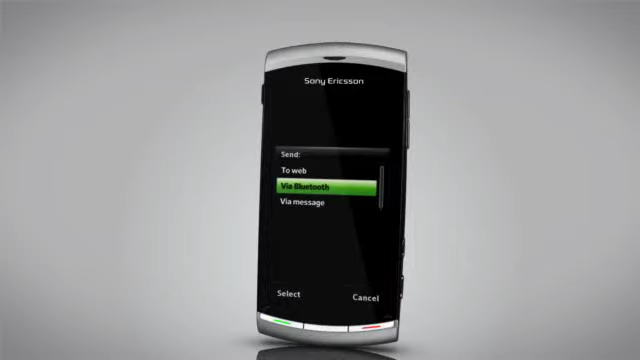 Sony Ericsson
Send:
To web
Via Bluetooth
Via message
Select
Cancel